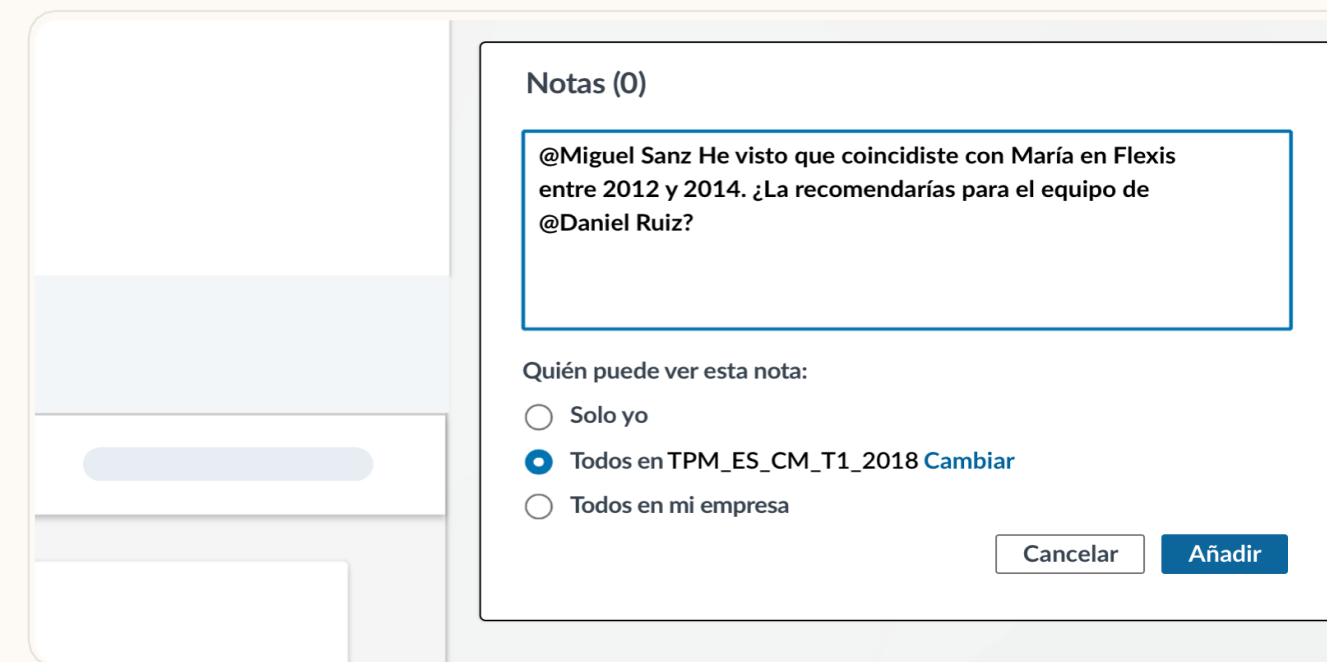 Notas (0)
@Miguel Sanz He visto que coincidiste con María en Flexis
entre 2012 y 2014. ¿La recomendarías para el equipo de
@Daniel Ruiz?
Quién puede ver esta nota:
Solo yo
Todos en TPM_ES_CM_T1_2018 Cambiar
Todos en mi empresa
Cancelar Añadir